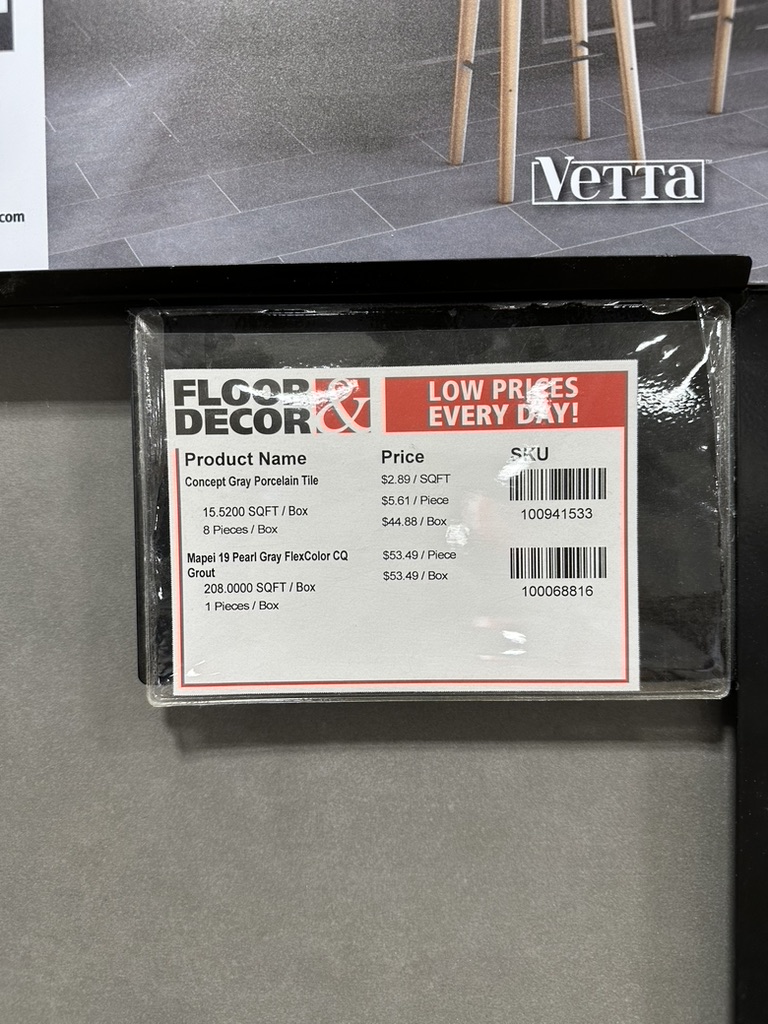 VETTA
.com
FLOOR & DECOR
LOW PRICES
EVERY DAY!
Product Name Price SKU
Concept Gray Porcelain Tile $2.89 / SQFT
$5.61 / Piece
15.5200 SQFT / Box $44.88 / Box 100941533
8 Pieces / Box
Mapei 19 Pearl Gray FlexColor CQ $53.49 / Piece
Grout $53.49 / Box
208.0000 SQFT / Box 100068816
1 Pieces / Box